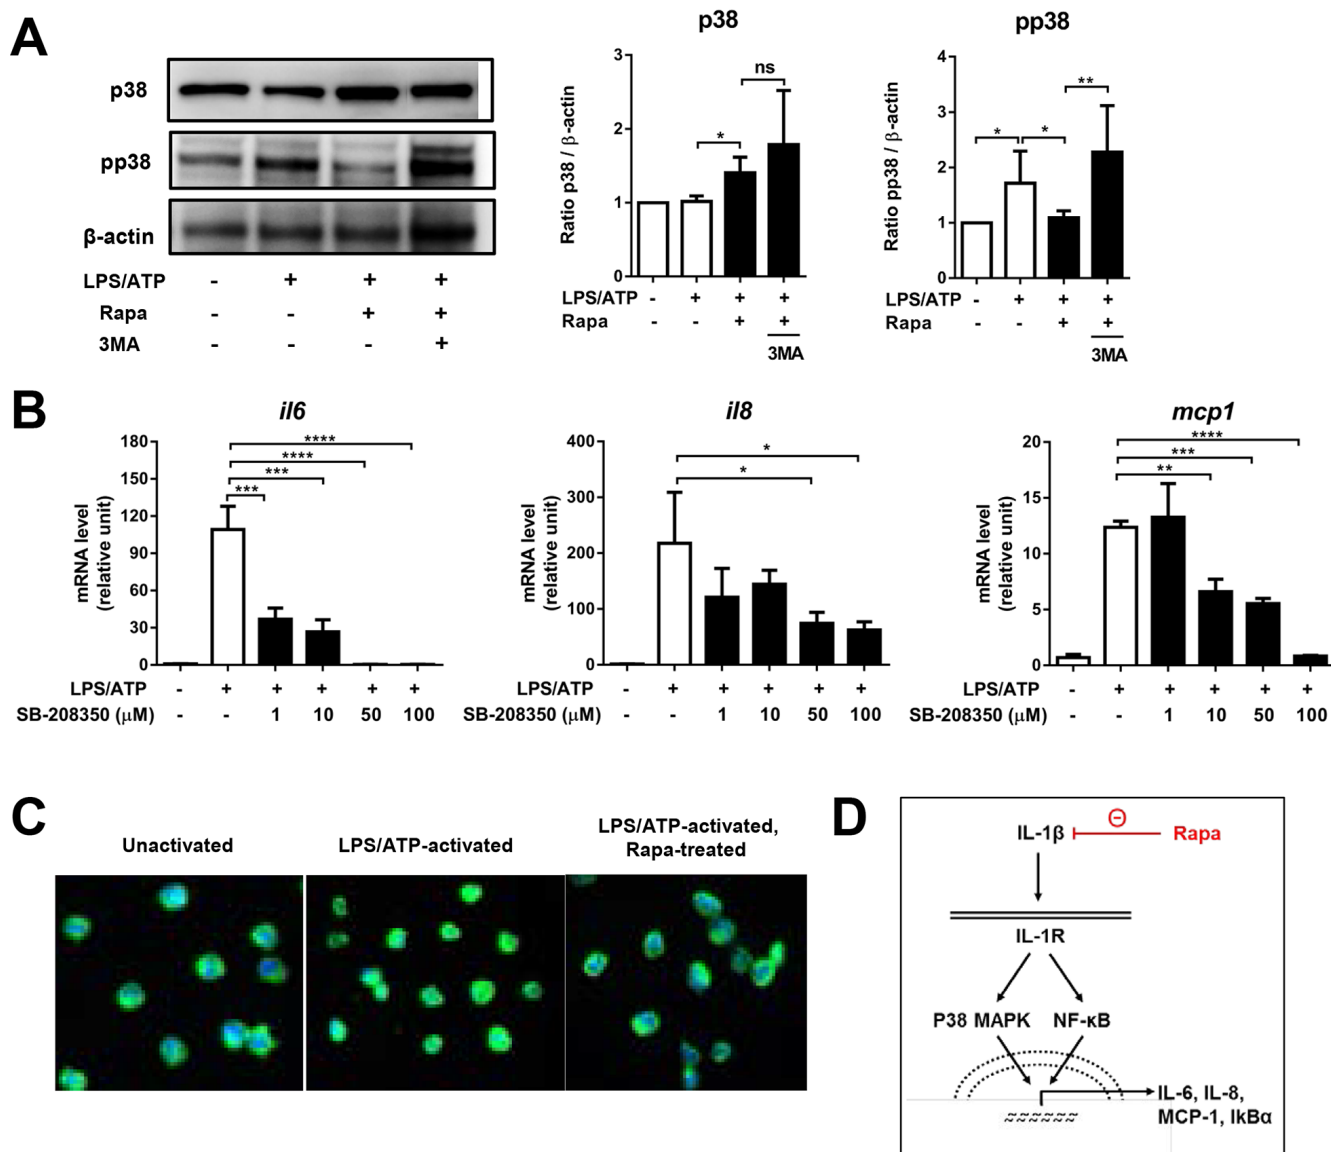 A
p38
pp38
β-actin
LPS/ATP - + + +
Rapa - - + +
3MA - - - +
p38
Ratio p38 / β-actin
3
2
1
0
*
ns
LPS/ATP - + + +
Rapa - - + +
3MA
pp38
Ratio pp38 / β-actin
4
3
2
1
0
*
*
**
LPS/ATP - + + +
Rapa - - + +
3MA
B
il6
mRNA level
(relative unit)
180
150
120
90
60
30
0
****
****
***
***
LPS/ATP - + + + + +
SB-208350 (μM) - - 1 10 50 100
il8
mRNA level
(relative unit)
400
300
200
100
0
*
*
LPS/ATP - + + + + +
SB-208350 (μM) - - 1 10 50 100
mcp1
mRNA level
(relative unit)
20
15
10
5
0
****
***
**
LPS/ATP - + + + + +
SB-208350 (μM) - - 1 10 50 100
C
Unactivated
LPS/ATP-activated
LPS/ATP-activated,
Rapa-treated
D
IL-1β
Rapa
IL-1R
P38 MAPK NF-κB
IL-6, IL-8,
MCP-1, IkBα